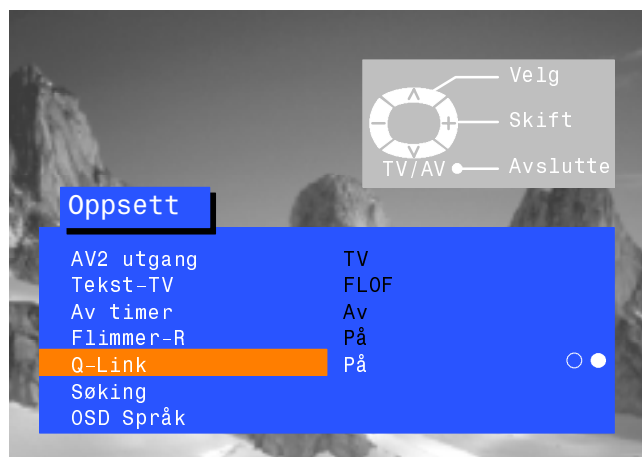 Velg
Skift
TV/AV Avslutte
Oppsett
AV2 utgang TV
Tekst-TV FLOF
Av timer Av
Flimmer-R På
Q-Link På
Søking
OSD Språk